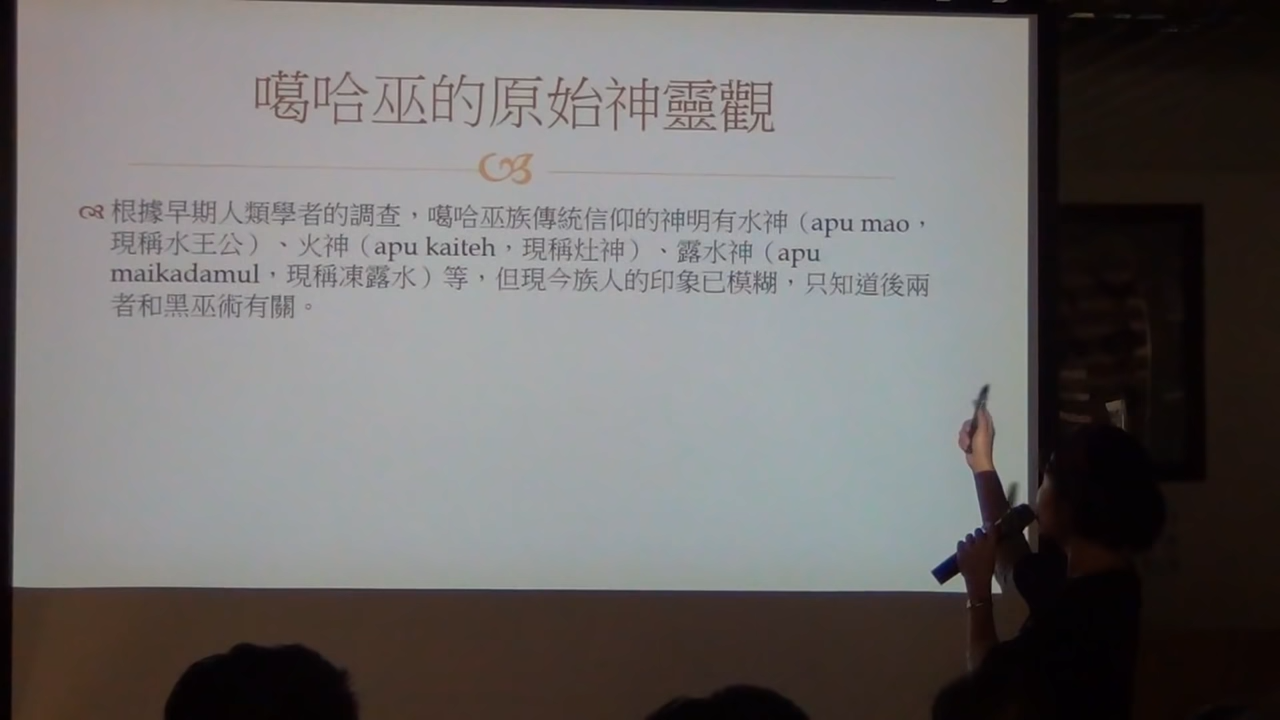 噶哈巫的原始神靈觀
根據早期人類學者的調查，噶哈巫族傳統信仰的神明有水神（apu mao，
現稱水王公）、火神（apu kaiteh，現稱灶神）、露水神（apu
maikadamul，現稱凍露水）等，但現今族人的印象已模糊，只知道後兩
者和黑巫術有關。